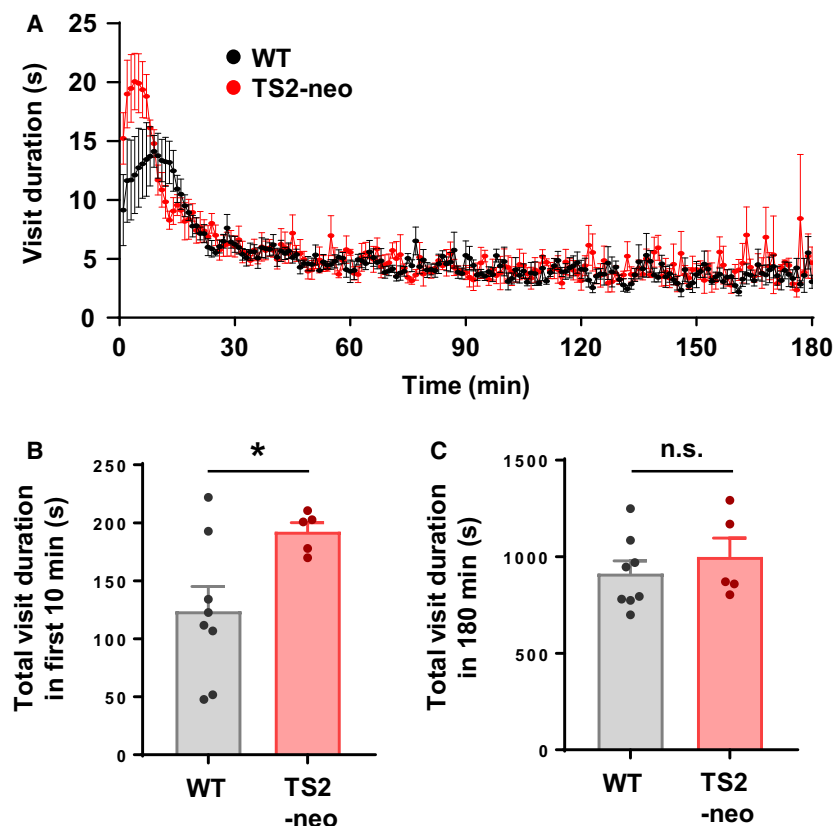 A
25
20
15
10
5
0
Visit duration (s)
WT
TS2-neo
0 30 60 90 120 150 180
Time (min)
B
250
200
150
100
50
0
Total visit duration
in first 10 min (s)
*
WT
TS2
-neo
C
1500
1000
500
0
Total visit duration
in 180 min (s)
n.s.
WT
TS2
-neo